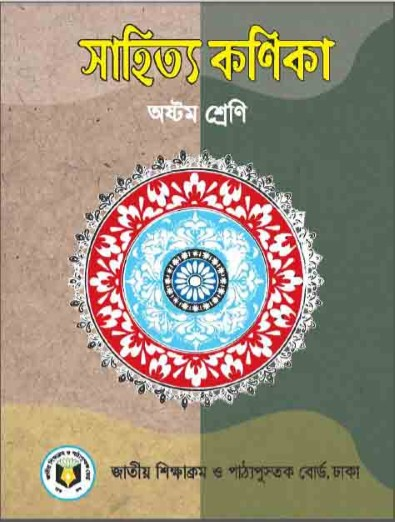 সাহিত্য কণিকা
অষ্টম শ্রেণি
জাতীয় শিক্ষাক্রম ও পাঠ্যপুস্তক বোর্ড, ঢাকা